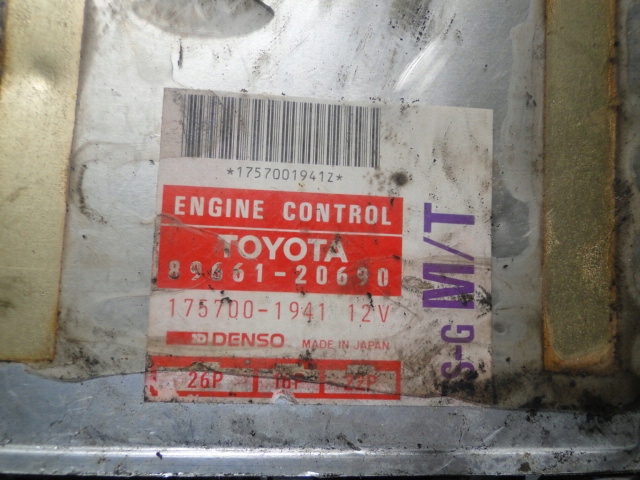 *1757001941Z*
ENGINE CONTROL
TOYOTA
89661-20690
175700-1941 12V
DENSO MADE IN JAPAN
26P 16P 22P
S-G M/T